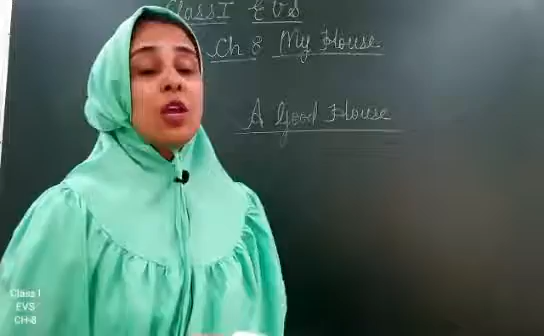 Class I EVS
Ch 8 My House
A Good House
Class I
EVS
CH-8